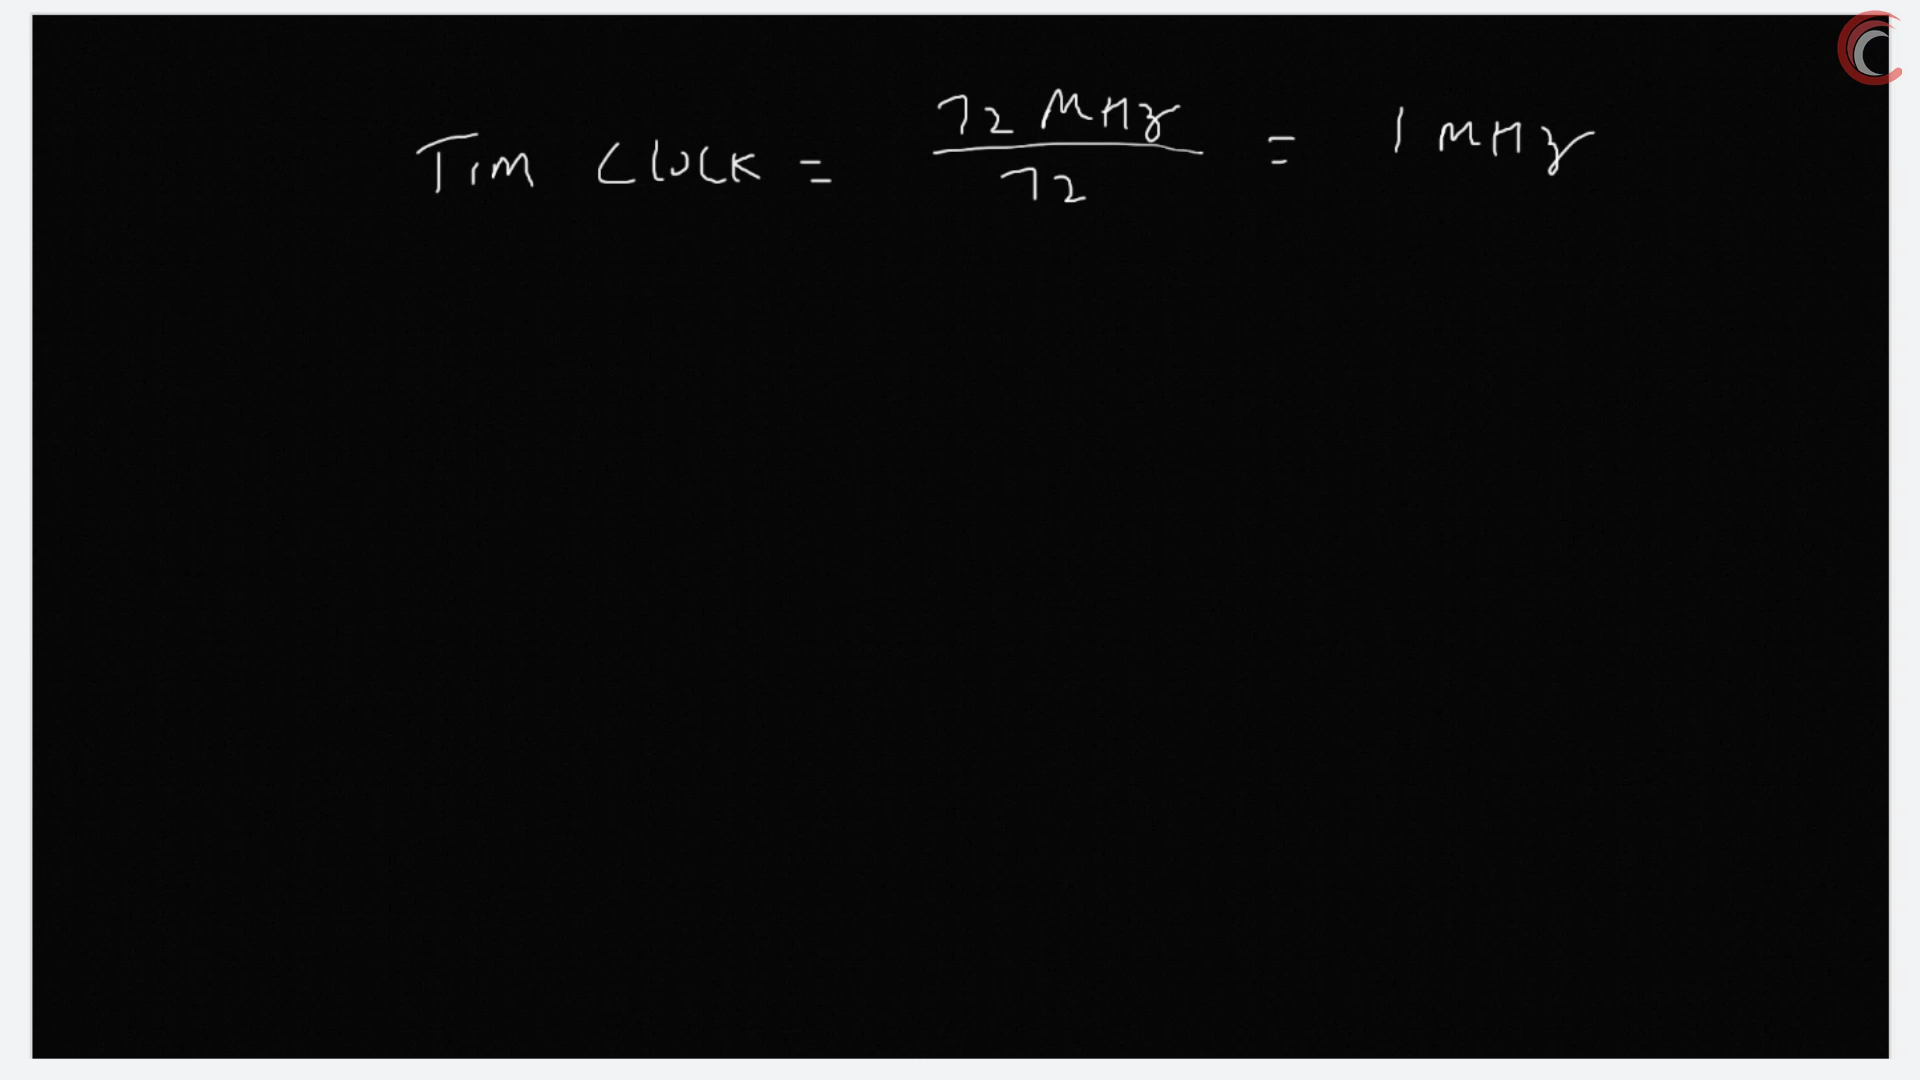 TIM CLOCK = 72 MHz / 72 = 1 MHz